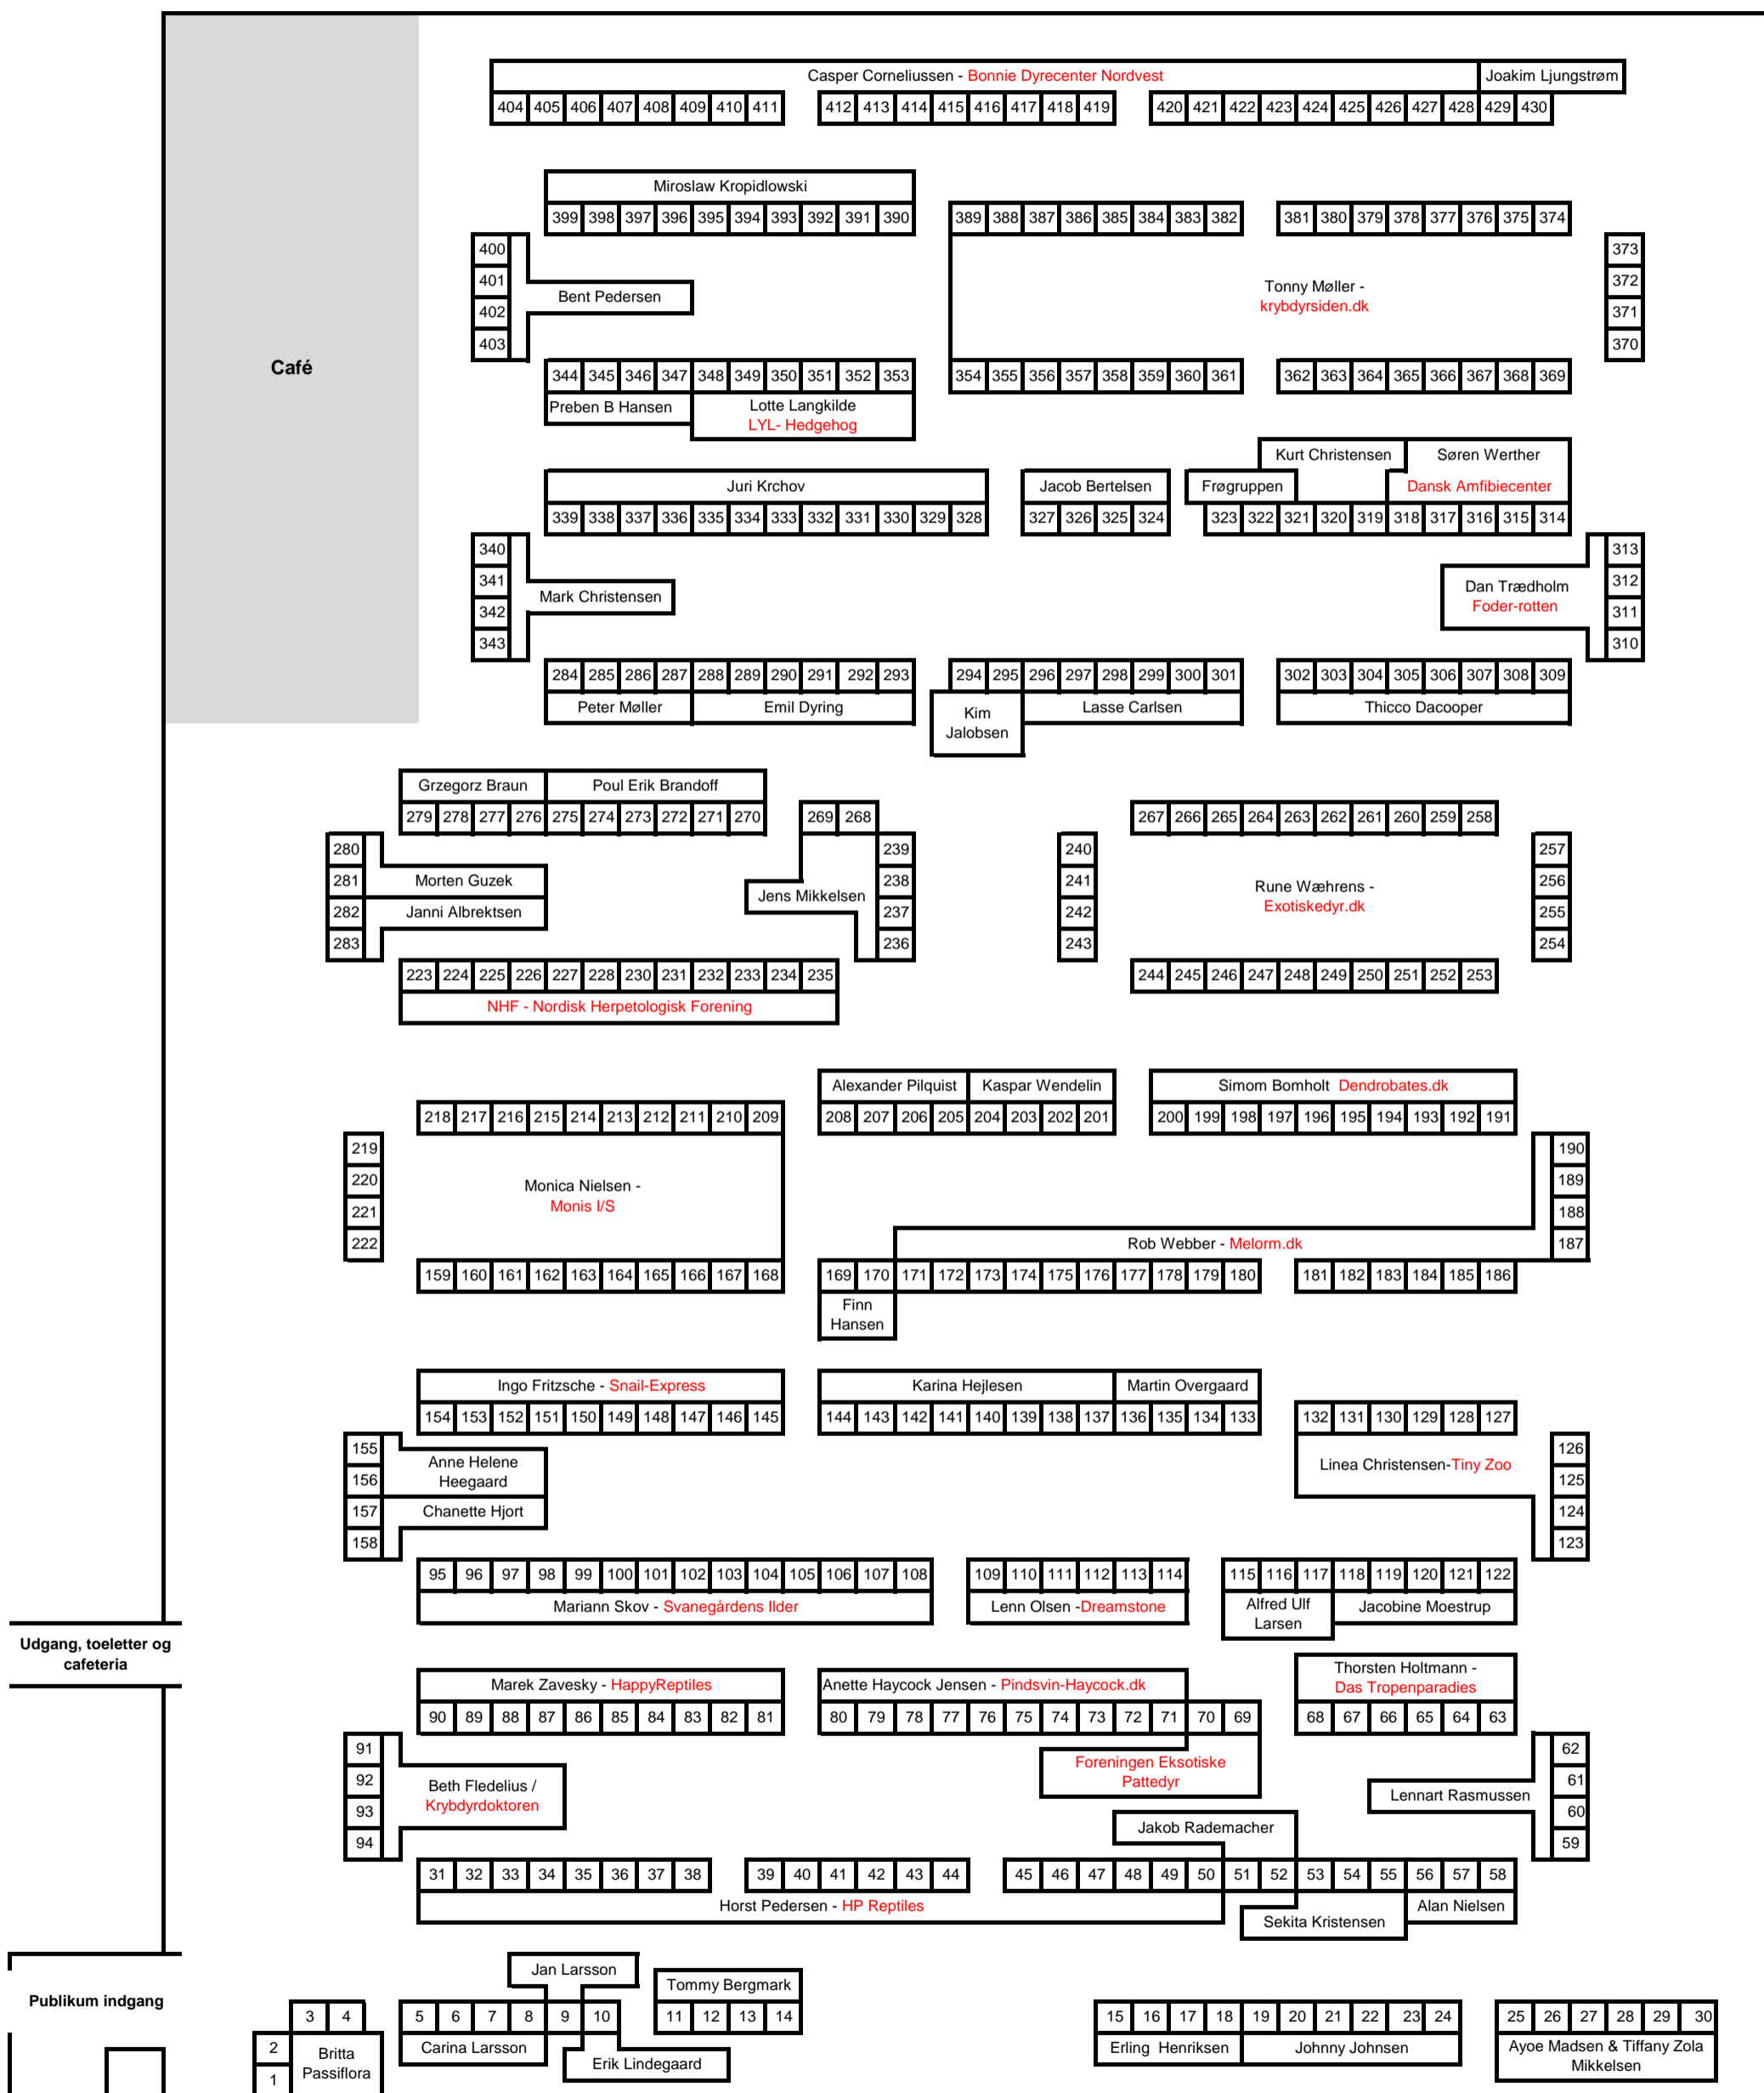 Casper Corneliussen - Bonnie Dyrecenter Nordvest Joakim Ljungstrøm
404 405 406 407 408 409 410 411 412 413 414 415 416 417 418 419 420 421 422 423 424 425 426 427 428 429 430
Miroslaw Kropidlowski
399 398 397 396 395 394 393 392 391 390 389 388 387 386 385 384 383 382 381 380 379 378 377 376 375 374
400 373
401 372
Bent Pedersen
Tonny Møller -
krybdyrsiden.dk
402 371
403 370
Café
344 345 346 347 348 349 350 351 352 353 354 355 356 357 358 359 360 361 362 363 364 365 366 367 368 369
Preben B Hansen Lotte Langkilde
LYL- Hedgehog
Kurt Christensen Søren Werther
Juri Krchov Jacob Bertelsen Frøgruppen Dansk Amfibiecenter
339 338 337 336 335 334 333 332 331 330 329 328 327 326 325 324 323 322 321 320 319 318 317 316 315 314
340 313
341 312
Mark Christensen
Dan Trædholm
Foder-rotten
342 311
343 310
284 285 286 287 288 289 290 291 292 293 294 295 296 297 298 299 300 301 302 303 304 305 306 307 308 309
Peter Møller Emil Dyring Kim
Jalobsen
Lasse Carlsen Thicco Dacooper
Grzegorz Braun Poul Erik Brandoff
279 278 277 276 275 274 273 272 271 270 269 268 267 266 265 264 263 262 261 260 259 258
280 239 240 257
281 Morten Guzek 238 241 256
Jens Mikkelsen
Rune Wæhrens -
Exotiskedyr.dk
282 Janni Albrektsen 237 242 255
283 236 243 254
223 224 225 226 227 228 230 231 232 233 234 235 244 245 246 247 248 249 250 251 252 253
NHF - Nordisk Herpetologisk Forening
Alexander Pilquist Kaspar Wendelin Simom Bomholt Dendrobates.dk
218 217 216 215 214 213 212 211 210 209 208 207 206 205 204 203 202 201 200 199 198 197 196 195 194 193 192 191
219 190
220 189
Monica Nielsen -
Monis I/S
221 188
222 Rob Webber - Melorm.dk 187
159 160 161 162 163 164 165 166 167 168 169 170 171 172 173 174 175 176 177 178 179 180 181 182 183 184 185 186
Finn
Hansen
Ingo Fritzsche - Snail-Express Karina Hejlesen Martin Overgaard
154 153 152 151 150 149 148 147 146 145 144 143 142 141 140 139 138 137 136 135 134 133 132 131 130 129 128 127
155 126
Anne Helene
Heegaard
Linea Christensen-Tiny Zoo
156 125
157 Chanette Hjort 124
158 123
95 96 97 98 99 100 101 102 103 104 105 106 107 108 109 110 111 112 113 114 115 116 117 118 119 120 121 122
Mariann Skov - Svanegårdens Ilder Lenn Olsen -Dreamstone Alfred Ulf
Larsen
Jacobine Moestrup
Udgang, toeletter og
cafeteria
Marek Zavesky - HappyReptiles Anette Haycock Jensen - Pindsvin-Haycock.dk Thorsten Holtmann -
Das Tropenparadies
90 89 88 87 86 85 84 83 82 81 80 79 78 77 76 75 74 73 72 71 70 69 68 67 66 65 64 63
91 62
Foreningen Eksotiske
Pattedyr
92 61
Beth Fledelius /
Krybdyrdoktoren
Lennart Rasmussen
93 60
94 59
Jakob Rademacher
31 32 33 34 35 36 37 38 39 40 41 42 43 44 45 46 47 48 49 50 51 52 53 54 55 56 57 58
Horst Pedersen - HP Reptiles Sekita Kristensen Alan Nielsen
Publikum indgang
Jan Larsson Tommy Bergmark
3 4 5 6 7 8 9 10 11 12 13 14 15 16 17 18 19 20 21 22 23 24 25 26 27 28 29 30
2
1
Britta
Passiflora
Carina Larsson Erik Lindegaard Erling Henriksen Johnny Johnsen Ayoe Madsen & Tiffany Zola
Mikkelsen